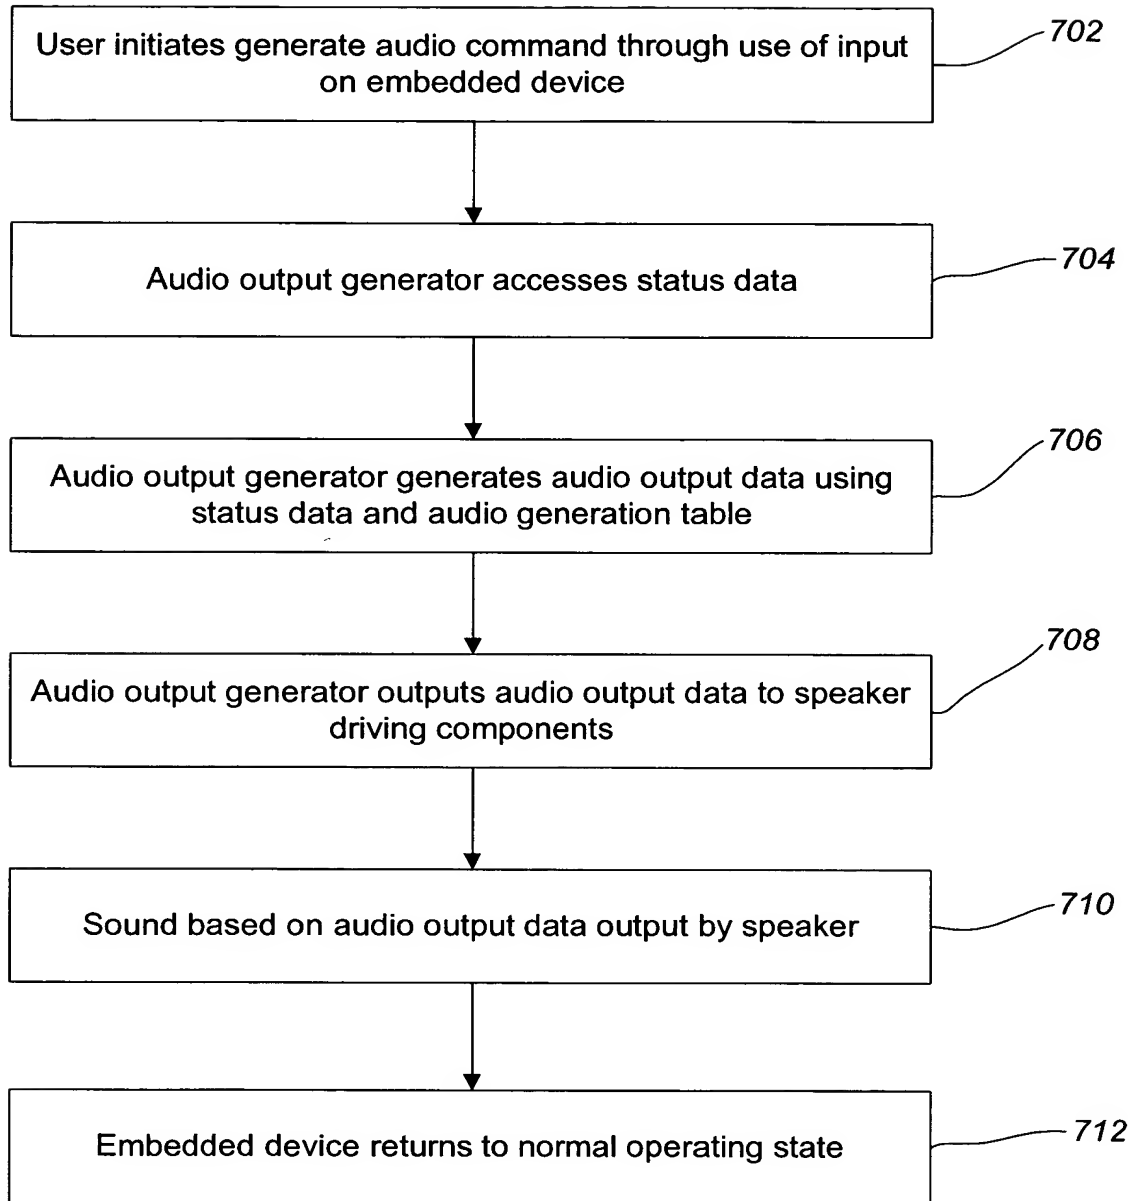 User initiates generate audio command through use of input
on embedded device
702
Audio output generator accesses status data
704
Audio output generator generates audio output data using
status data and audio generation table
706
Audio output generator outputs audio output data to speaker
driving components
708
Sound based on audio output data output by speaker
710
Embedded device returns to normal operating state
712